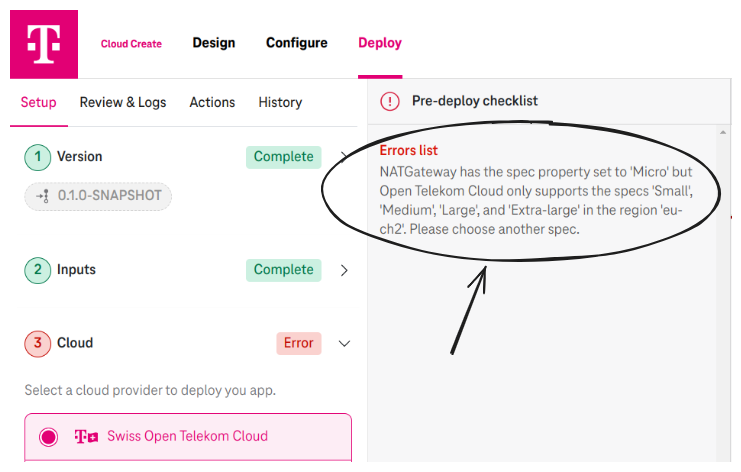 T
Cloud Create
Design
Configure
Deploy
Setup
Review & Logs
Actions
History
Pre-deploy checklist
1
Version
Complete
0.1.0-SNAPSHOT
2
Inputs
Complete
3
Cloud
Error
Select a cloud provider to deploy you app.
T
Swiss Open Telekom Cloud
Errors list
NATGateway has the spec property set to 'Micro' but
Open Telekom Cloud only supports the specs 'Small',
'Medium', 'Large', and 'Extra-large' in the region 'eu-
ch2'. Please choose another spec.